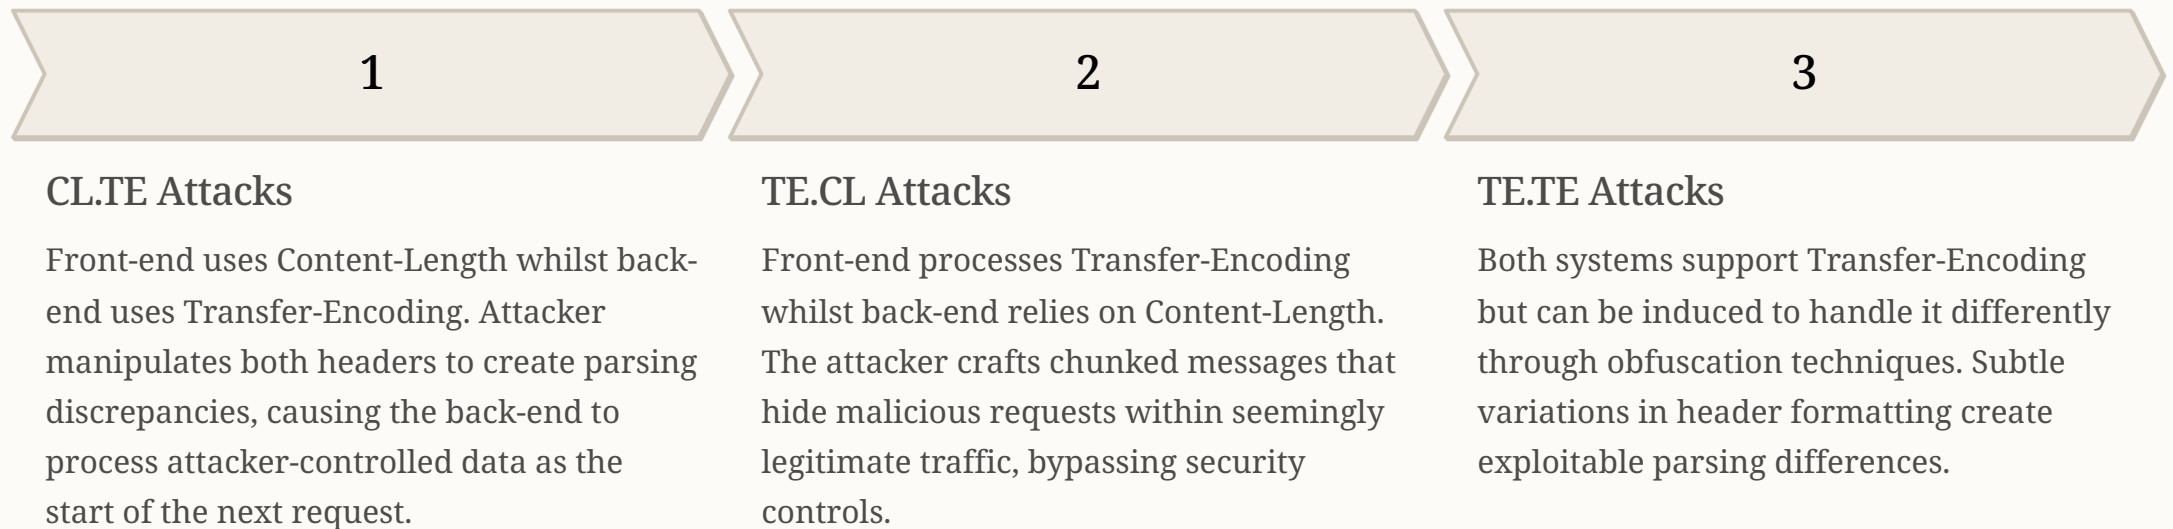 1
CL.TE Attacks
Front-end uses Content-Length whilst back-
end uses Transfer-Encoding. Attacker
manipulates both headers to create parsing
discrepancies, causing the back-end to
process attacker-controlled data as the
start of the next request.
2
TE.CL Attacks
Front-end processes Transfer-Encoding
whilst back-end relies on Content-Length.
The attacker crafts chunked messages that
hide malicious requests within seemingly
legitimate traffic, bypassing security
controls.
3
TE.TE Attacks
Both systems support Transfer-Encoding
but can be induced to handle it differently
through obfuscation techniques. Subtle
variations in header formatting create
exploitable parsing differences.